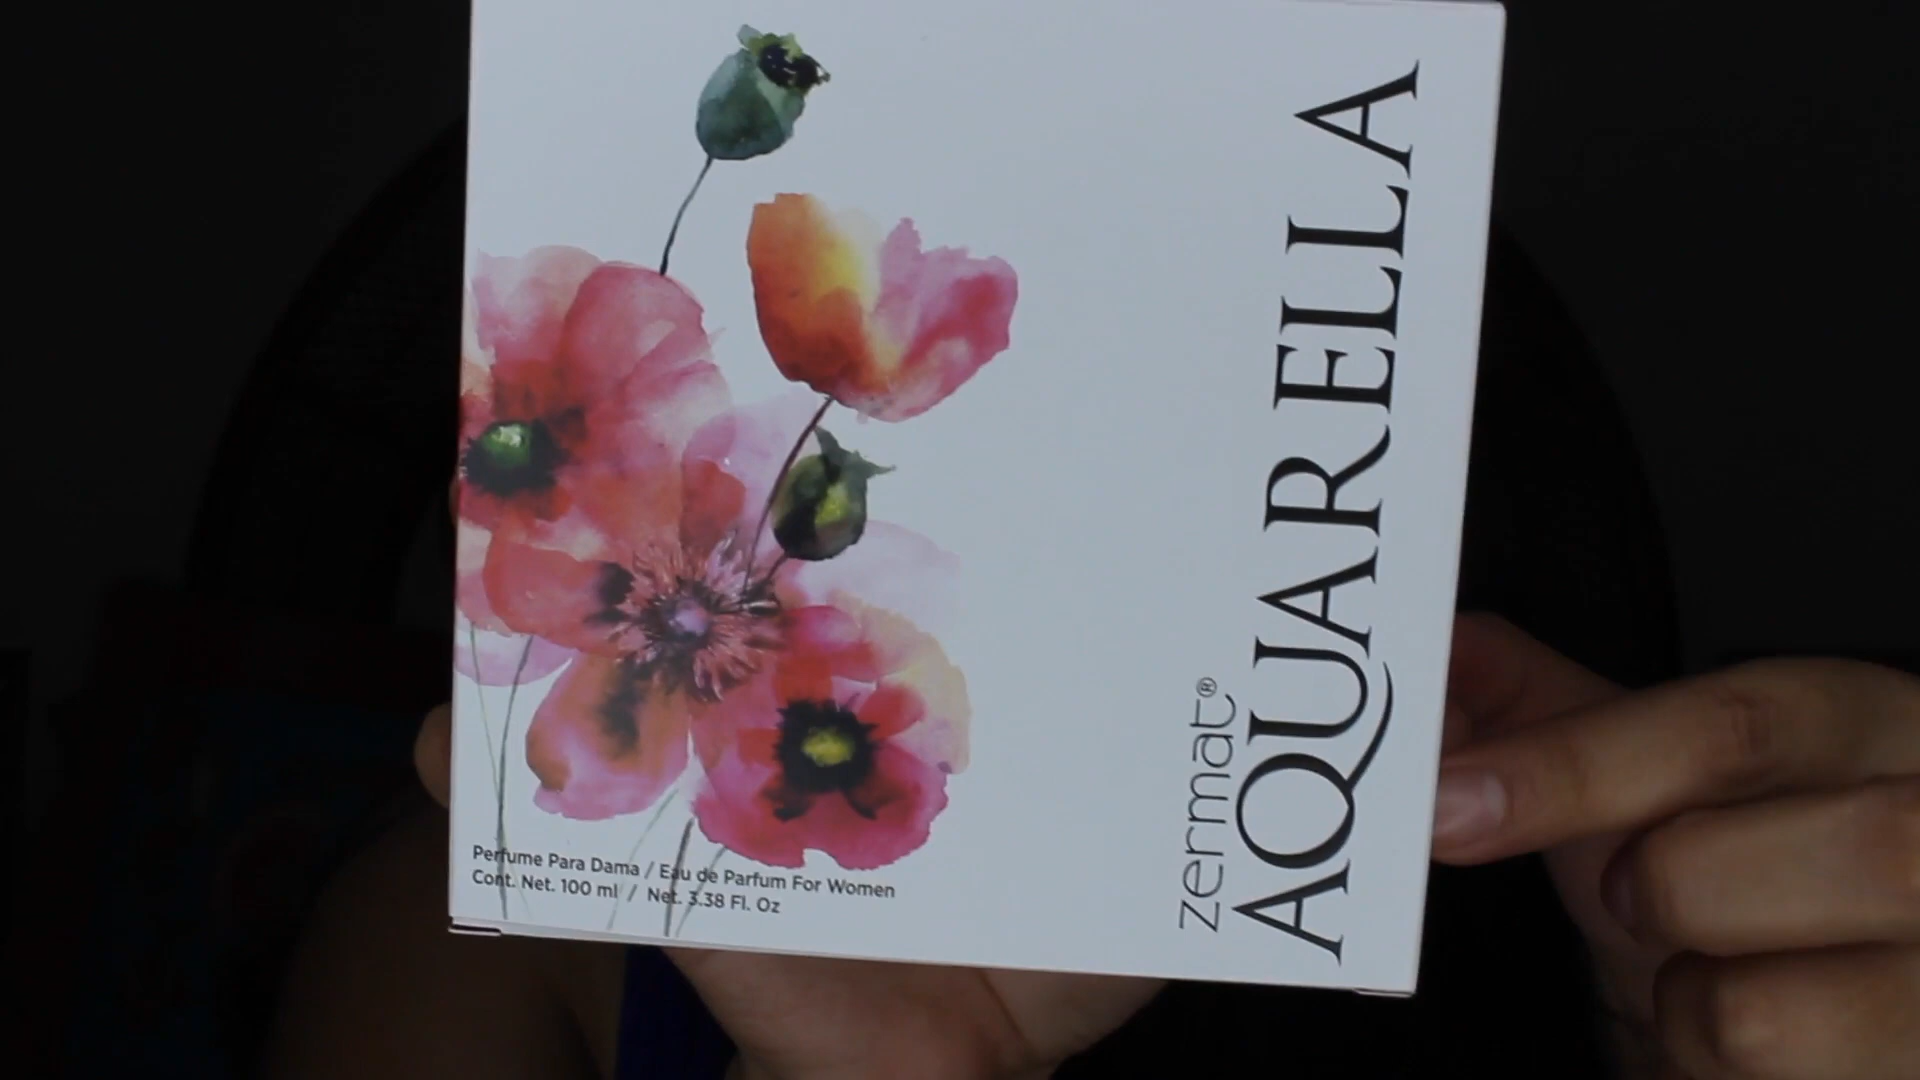 zermat®
AQUARELLA
Perfume Para Dama / Eau de Parfum For Women
Cont. Net. 100 ml / Net. 3.38 Fl. Oz